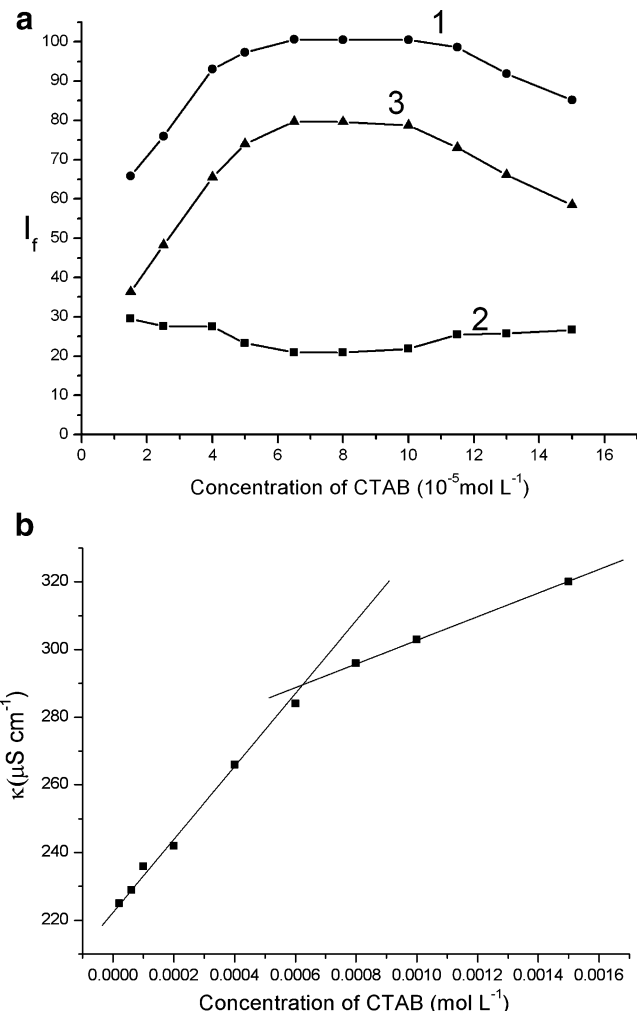 a
110
100
90
80
70
60
50
40
30
20
10
0
I_f
1
3
2
0 2 4 6 8 10 12 14 16
Concentration of CTAB (10⁻⁵mol L⁻¹)
b
320
300
280
260
240
220
κ(μS cm⁻¹)
0.0000 0.0002 0.0004 0.0006 0.0008 0.0010 0.0012 0.0014 0.0016
Concentration of CTAB (mol L⁻¹)